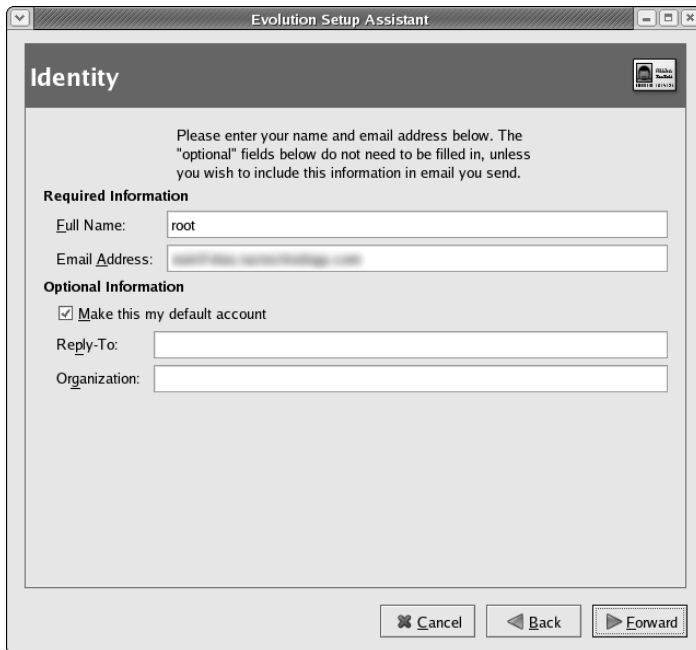 Evolution Setup Assistant
Identity
Please enter your name and email address below. The
"optional" fields below do not need to be filled in, unless
you wish to include this information in email you send.
Required Information
Full Name: root
Email Address:
Optional Information
Make this my default account
Reply-To:
Organization:
Cancel Back Forward